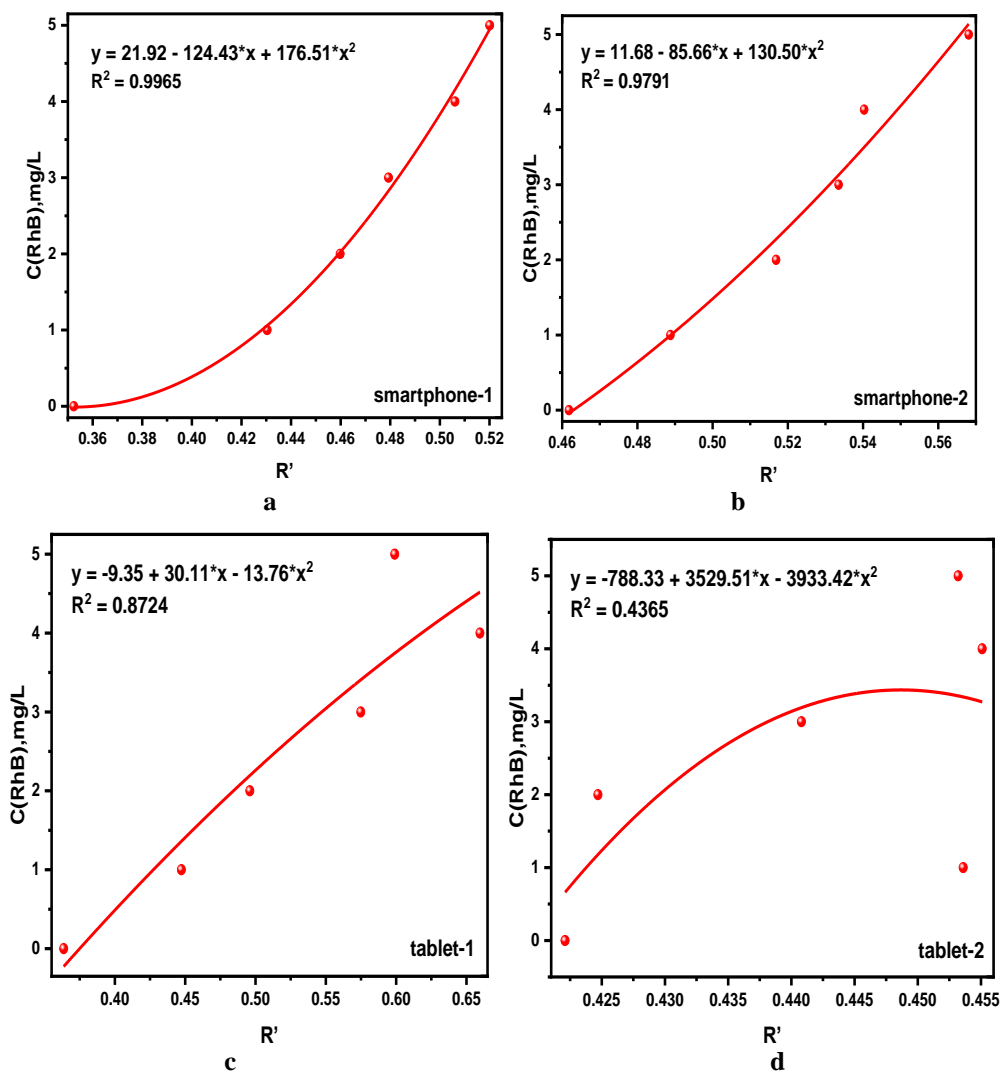 y = 21.92 - 124.43*x + 176.51*x²
R² = 0.9965
C(RhB),mg/L
5
4
3
2
1
0
smartphone-1
0.36 0.38 0.40 0.42 0.44 0.46 0.48 0.50 0.52
R’
a
y = 11.68 - 85.66*x + 130.50*x²
R² = 0.9791
C(RhB),mg/L
5
4
3
2
1
0
smartphone-2
0.46 0.48 0.50 0.52 0.54 0.56
R’
b
y = -9.35 + 30.11*x - 13.76*x²
R² = 0.8724
C(RhB),mg/L
5
4
3
2
1
0
tablet-1
0.40 0.45 0.50 0.55 0.60 0.65
R’
c
y = -788.33 + 3529.51*x - 3933.42*x²
R² = 0.4365
C(RhB),mg/L
5
4
3
2
1
0
tablet-2
0.425 0.430 0.435 0.440 0.445 0.450 0.455
R’
d